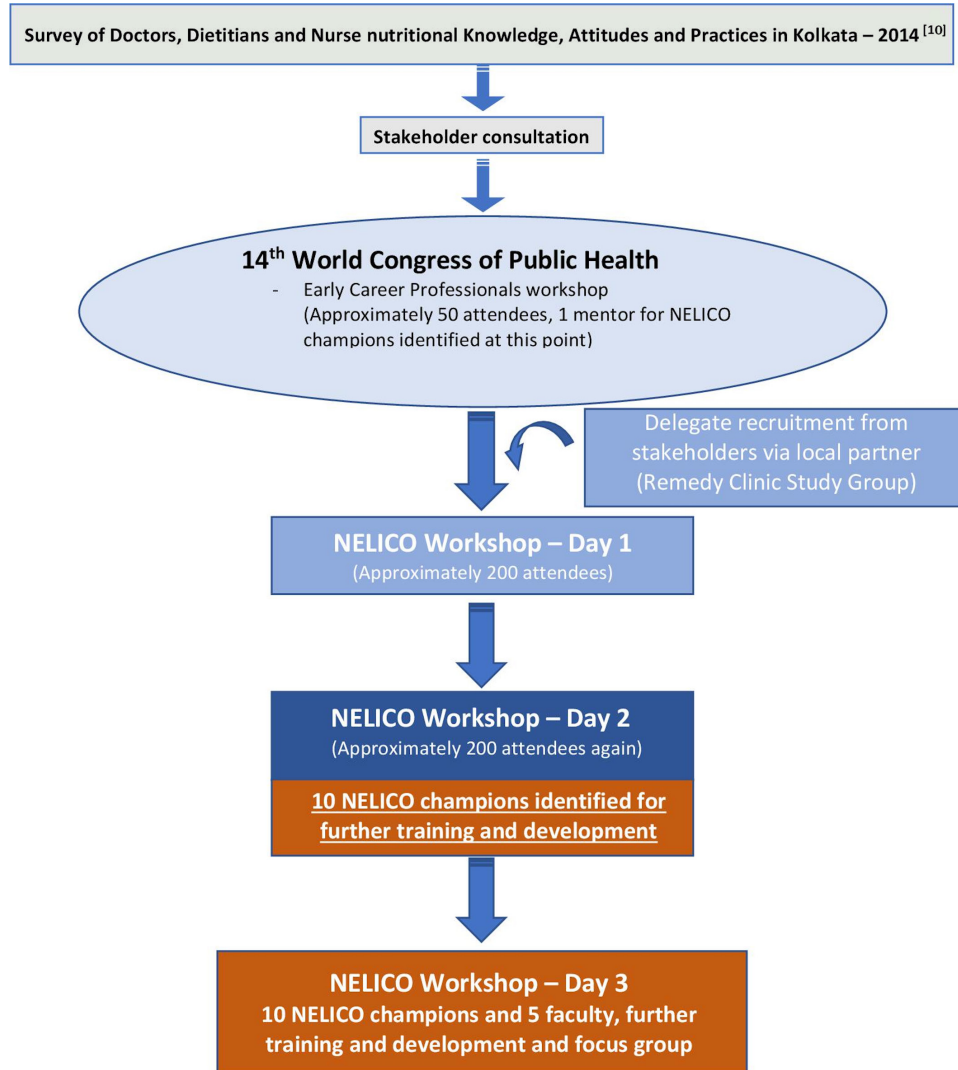 Survey of Doctors, Dietitians and Nurse nutritional Knowledge, Attitudes and Practices in Kolkata – 2014 [10]
Stakeholder consultation
14th World Congress of Public Health
- Early Career Professionals workshop
(Approximately 50 attendees, 1 mentor for NELICO
champions identified at this point)
Delegate recruitment from
stakeholders via local partner
(Remedy Clinic Study Group)
NELICO Workshop – Day 1
(Approximately 200 attendees)
NELICO Workshop – Day 2
(Approximately 200 attendees again)
10 NELICO champions identified for
further training and development
NELICO Workshop – Day 3
10 NELICO champions and 5 faculty, further
training and development and focus group